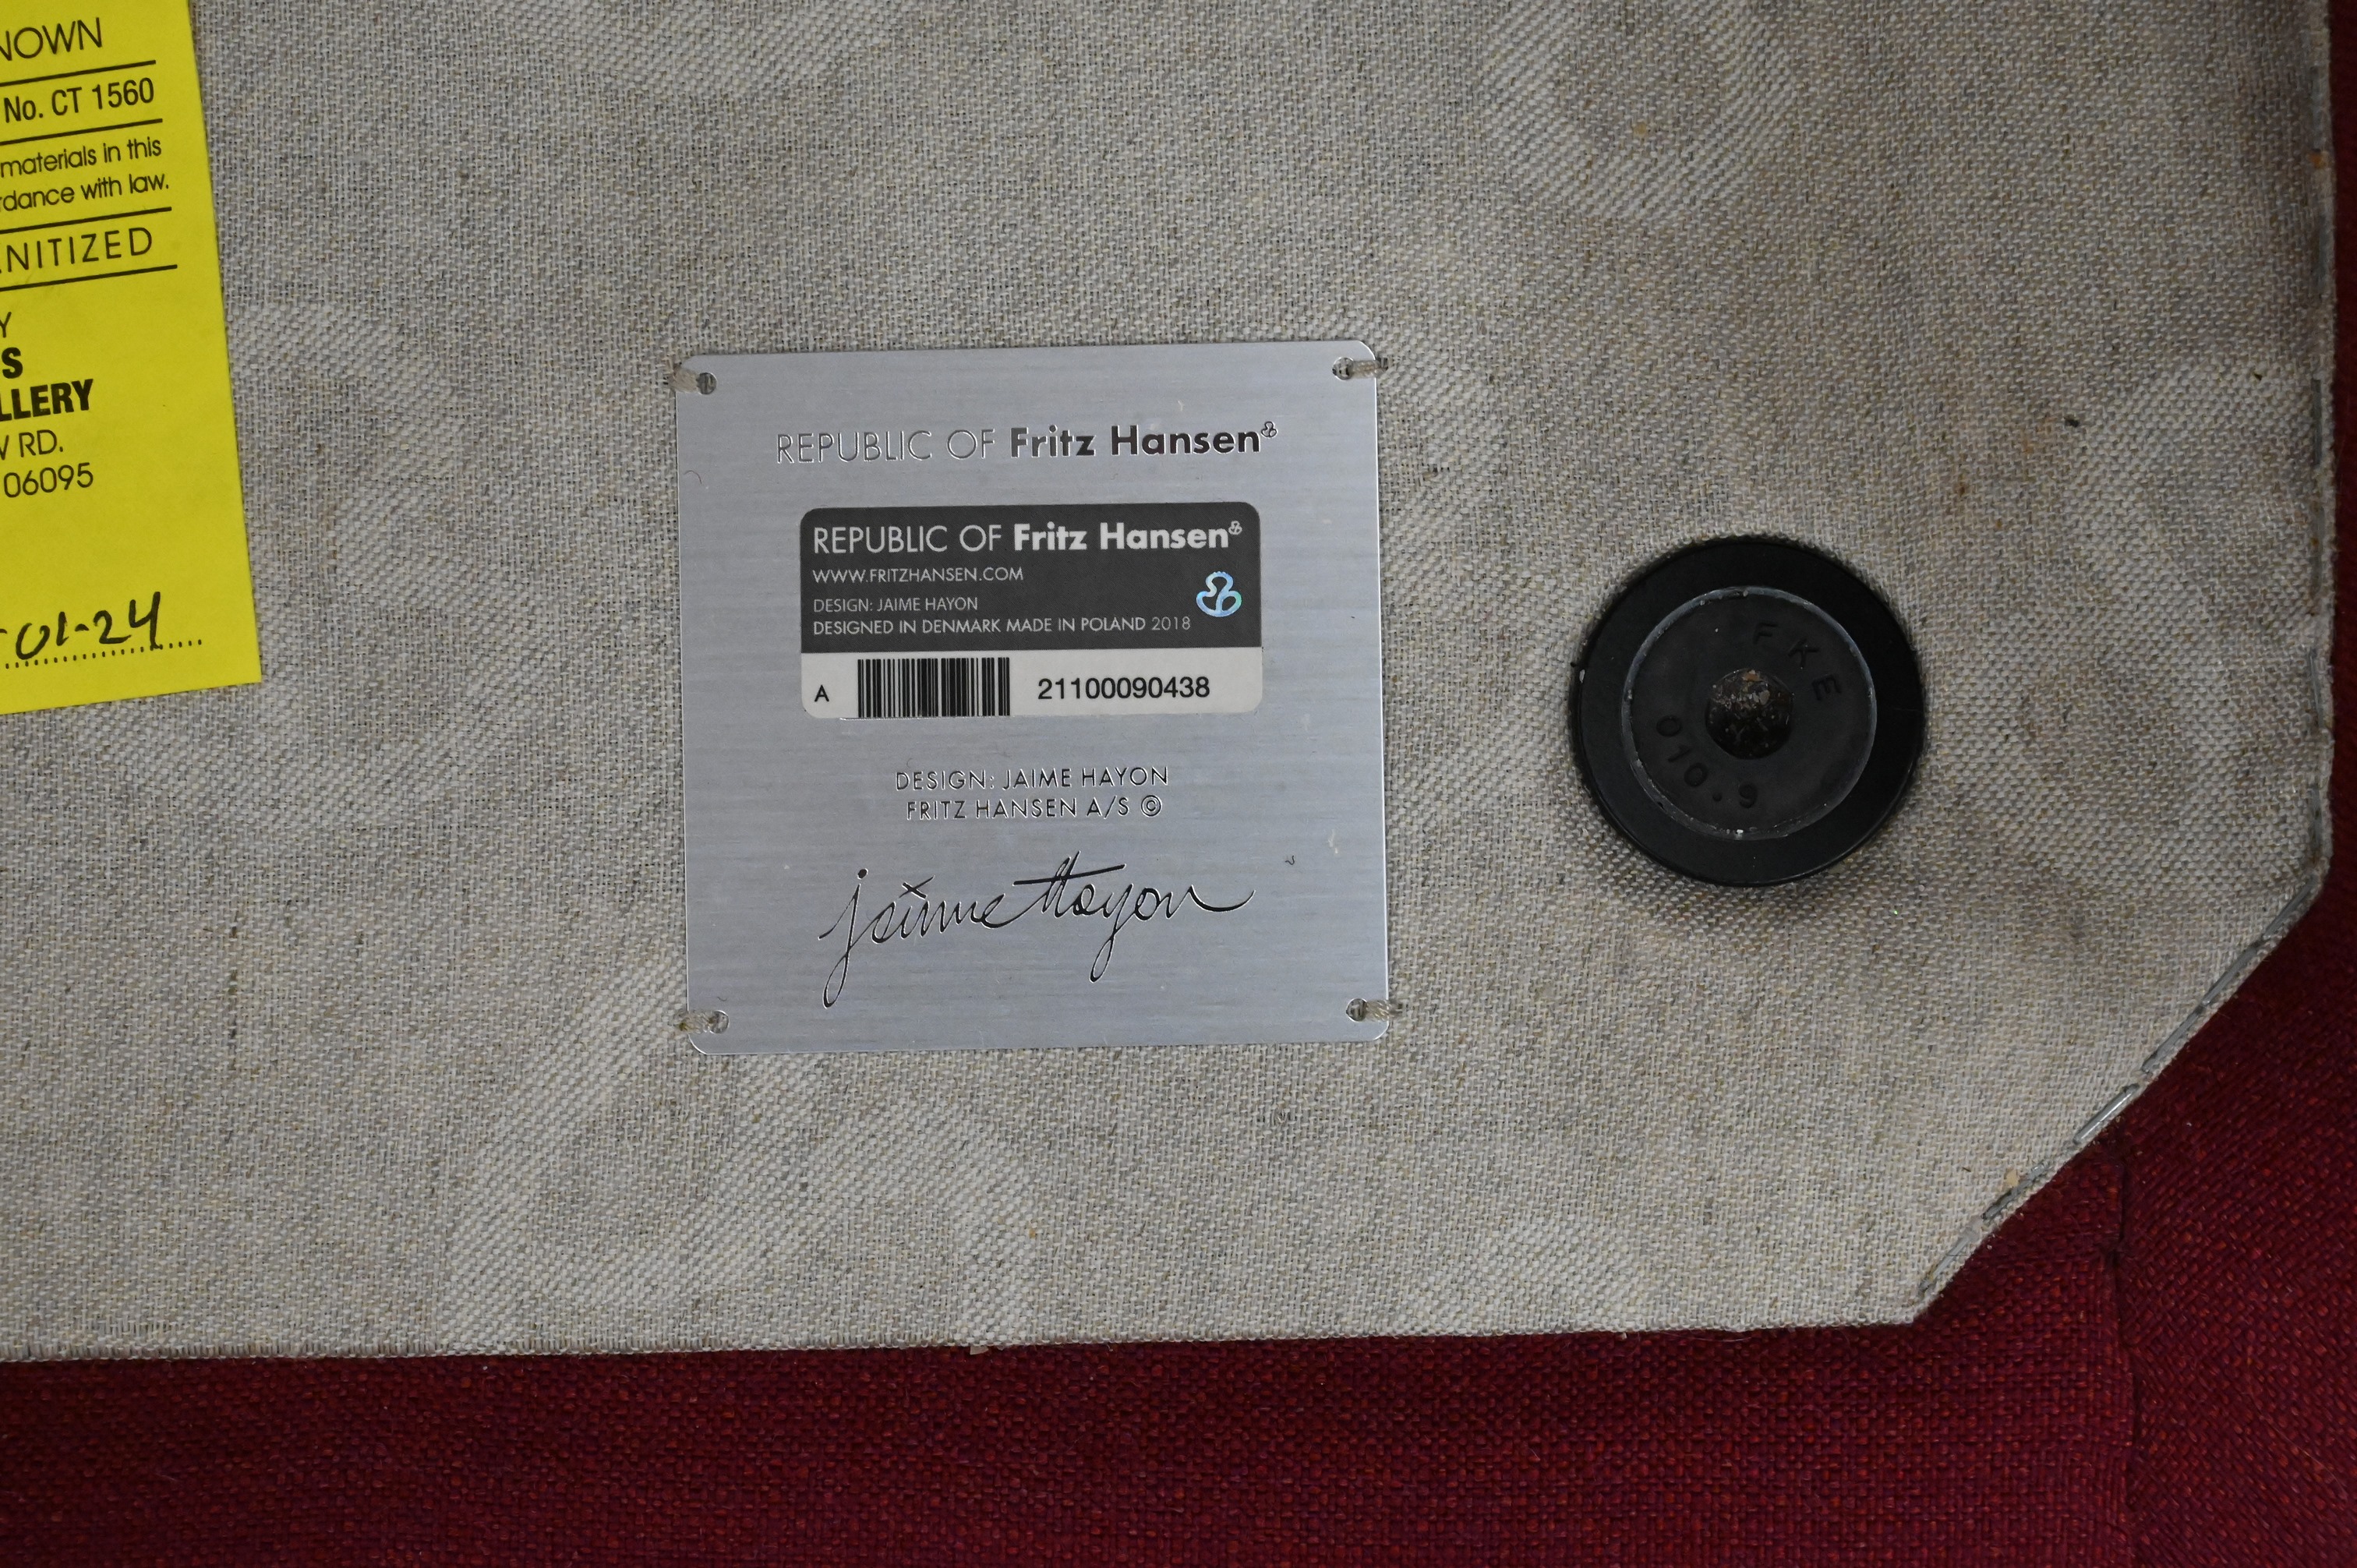 NOWN
No. CT 1560
materials in this
rdance with law.
ANITIZED
Y
S
LLERY
W RD.
06095
-01-24
REPUBLIC OF Fritz Hansen
REPUBLIC OF Fritz Hansen
WWW.FRITZHANSEN.COM
DESIGN: JAIME HAYON
DESIGNED IN DENMARK MADE IN POLAND 2018
A 21100090438
DESIGN: JAIME HAYON
FRITZ HANSEN A/S ©
jaime Hayon
FKE
010.9